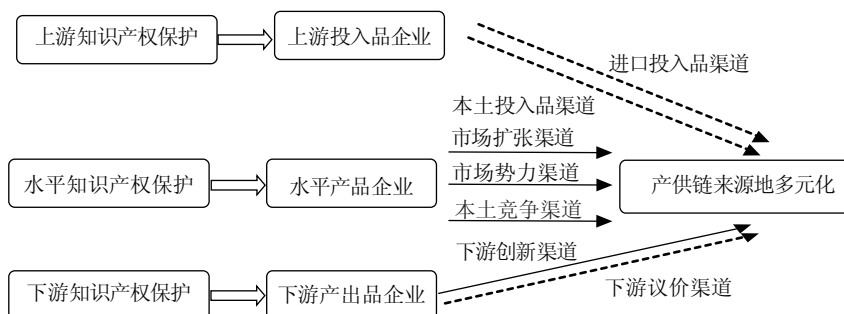 上游知识产权保护
上游投入品企业
进口投入品渠道
本土投入品渠道
市场扩张渠道
水平知识产权保护
水平产品企业
市场势力渠道
产供链来源地多元化
本土竞争渠道
下游创新渠道
下游知识产权保护
下游产出品企业
下游议价渠道